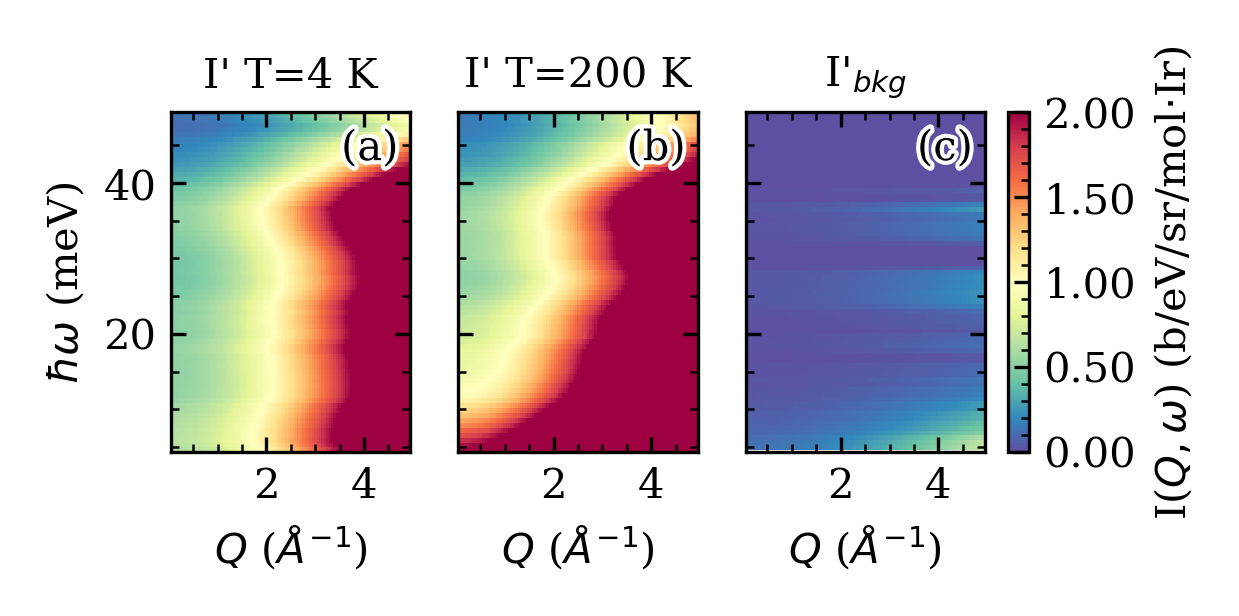 I' T=4 K
I' T=200 K
I'bkg
(a)
(b)
(c)
ħω (meV)
40
20
2 4
2 4
2 4
Q (Å⁻¹)
Q (Å⁻¹)
Q (Å⁻¹)
2.00
1.50
1.00
0.50
0.00
I(Q, ω) (b/eV/sr/mol·Ir)